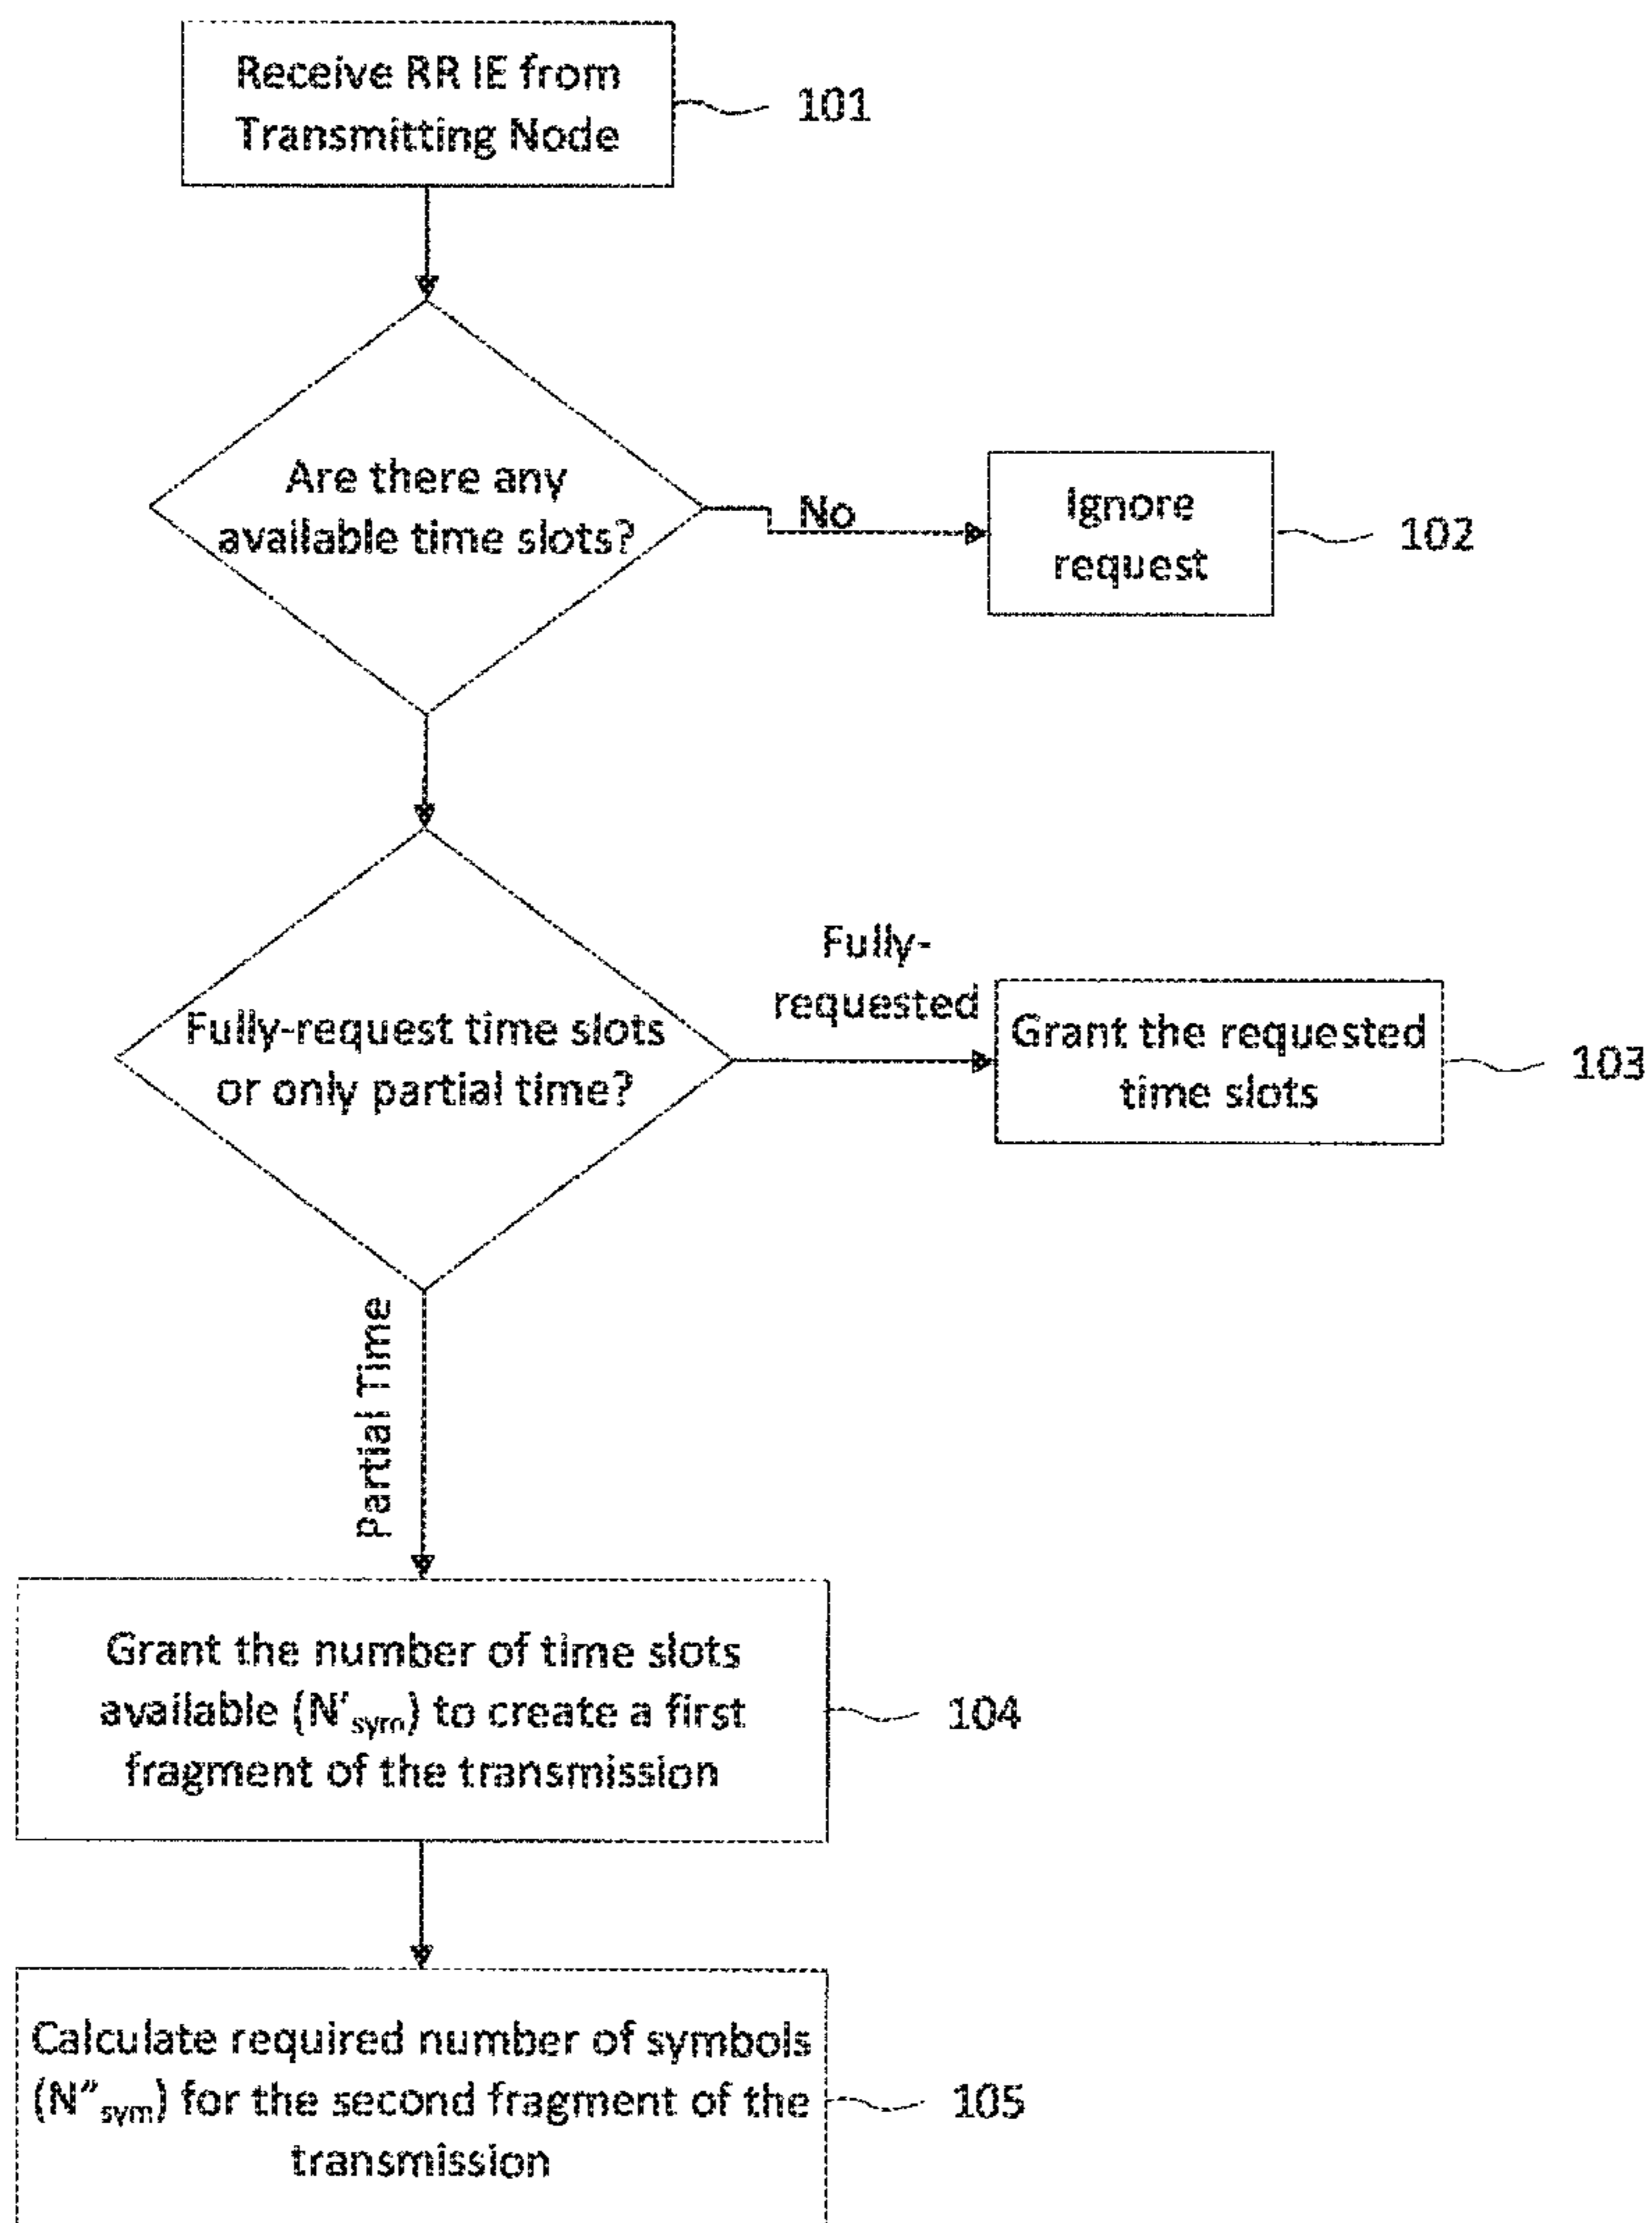 Receive RR IE from
Transmitting Node
101
Are there any
available time slots?
No
Ignore
request
102
Fully-
requested
Fully-request time slots
or only partial time?
Grant the requested
time slots
103
Partial Time
Grant the number of time slots
available (N'sym) to create a first
fragment of the transmission
104
Calculate required number of symbols
(N"sym) for the second fragment of the
transmission
105